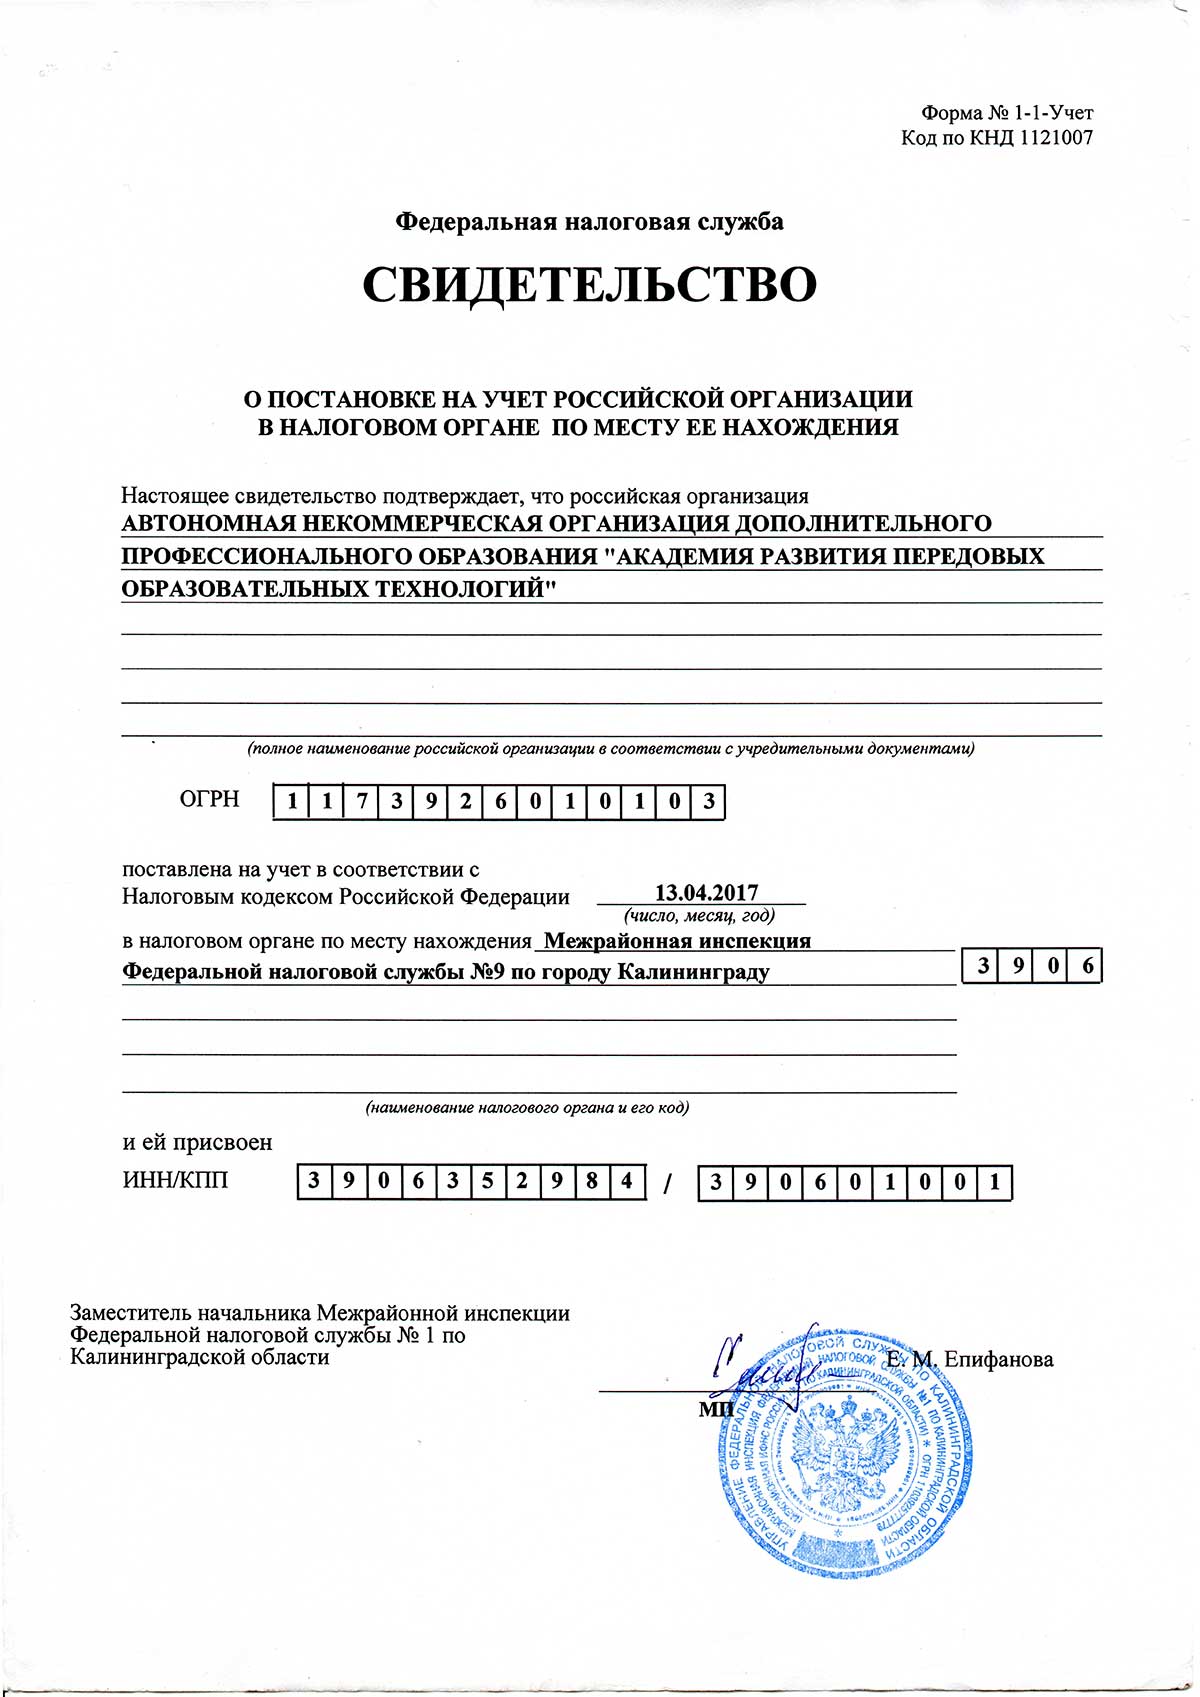 Форма № 1-1-Учет
Код по КНД 1121007
Федеральная налоговая служба
СВИДЕТЕЛЬСТВО
О ПОСТАНОВКЕ НА УЧЕТ РОССИЙСКОЙ ОРГАНИЗАЦИИ
В НАЛОГОВОМ ОРГАНЕ ПО МЕСТУ ЕЕ НАХОЖДЕНИЯ
Настоящее свидетельство подтверждает, что российская организация
АВТОНОМНАЯ НЕКОММЕРЧЕСКАЯ ОРГАНИЗАЦИЯ ДОПОЛНИТЕЛЬНОГО
ПРОФЕССИОНАЛЬНОГО ОБРАЗОВАНИЯ "АКАДЕМИЯ РАЗВИТИЯ ПЕРЕДОВЫХ
ОБРАЗОВАТЕЛЬНЫХ ТЕХНОЛОГИЙ"
(полное наименование российской организации в соответствии с учредительными документами)
ОГРН 1 1 7 3 9 2 6 0 1 0 1 0 3
поставлена на учет в соответствии с
Налоговым кодексом Российской Федерации 13.04.2017
(число, месяц, год)
в налоговом органе по месту нахождения Межрайонная инспекция
Федеральной налоговой службы №9 по городу Калининграду 3 9 0 6
(наименование налогового органа и его код)
и ей присвоен
ИНН/КПП 3 9 0 6 3 5 2 9 8 4 / 3 9 0 6 0 1 0 0 1
Заместитель начальника Межрайонной инспекции
Федеральной налоговой службы № 1 по
Калининградской области
Е. М. Епифанова
МП
УПРАВЛЕНИЕ ФЕДЕРАЛЬНОЙ НАЛОГОВОЙ СЛУЖБЫ ПО КАЛИНИНГРАДСКОЙ ОБЛАСТИ
МЕЖРАЙОННАЯ ИНСПЕКЦИЯ ФЕДЕРАЛЬНОЙ НАЛОГОВОЙ СЛУЖБЫ №1 ПО КАЛИНИНГРАДСКОЙ ОБЛАСТИ